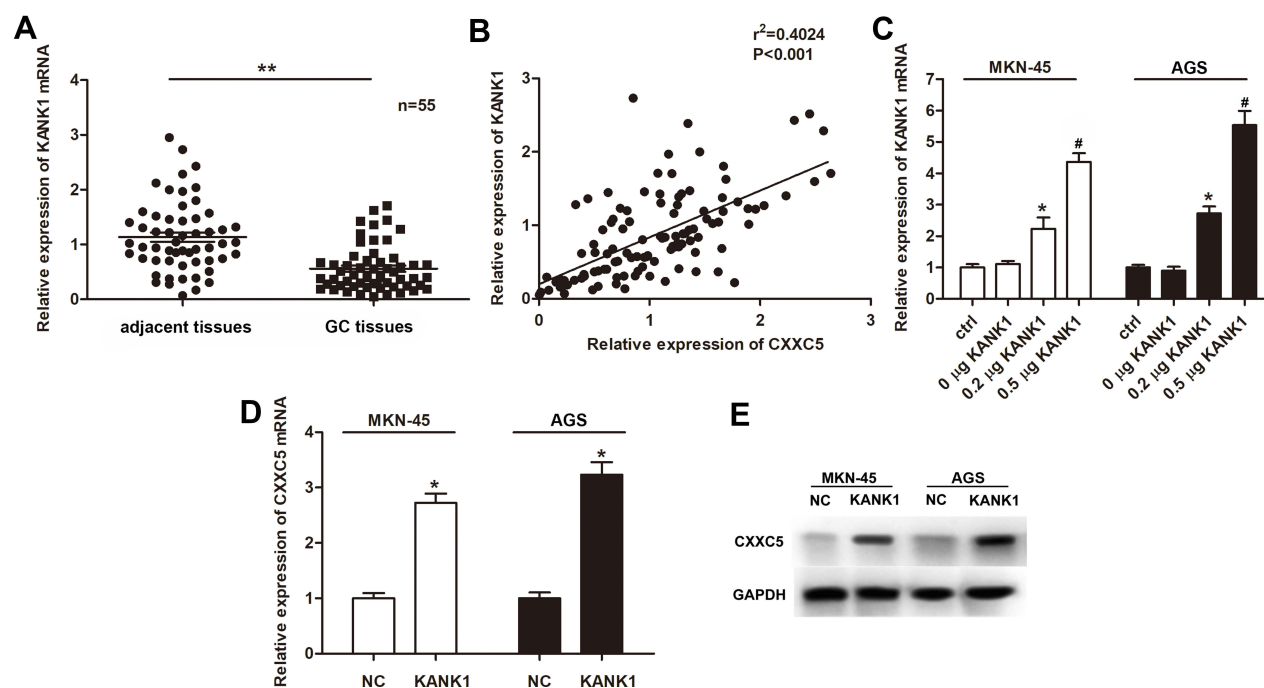 A
Relative expression of KANK1 mRNA
4
3
2
1
0
**
n=55
adjacent tissues
GC tissues
B
r²=0.4024
P<0.001
Relative expression of KANK1
3
2
1
0
0
1
2
3
Relative expression of CXXC5
C
Relative expression of KANK1 mRNA
MKN-45
AGS
7
6
5
4
3
2
1
0
*
#
*
#
ctrl
0 µg KANK1
0.2 µg KANK1
0.5 µg KANK1
ctrl
0 µg KANK1
0.2 µg KANK1
0.5 µg KANK1
D
Relative expression of CXXC5 mRNA
MKN-45
AGS
4
3
2
1
0
*
*
NC
KANK1
NC
KANK1
E
MKN-45
AGS
NC
KANK1
NC
KANK1
CXXC5
GAPDH